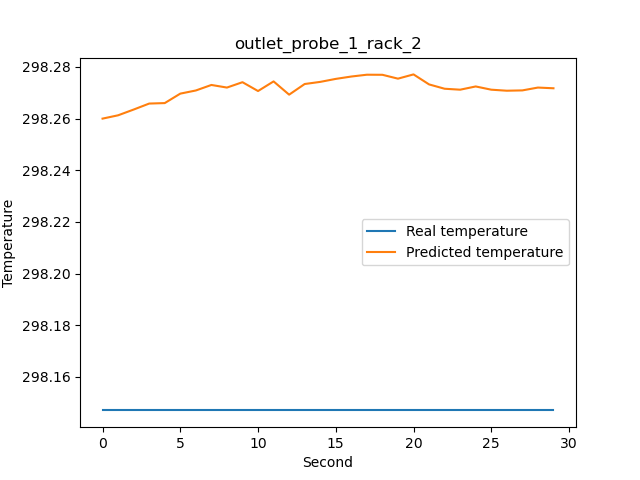 outlet_probe_1_rack_2
298.28
298.26
298.24
298.22
298.20
298.18
298.16
Temperature
Real temperature
Predicted temperature
0 5 10 15 20 25 30
Second